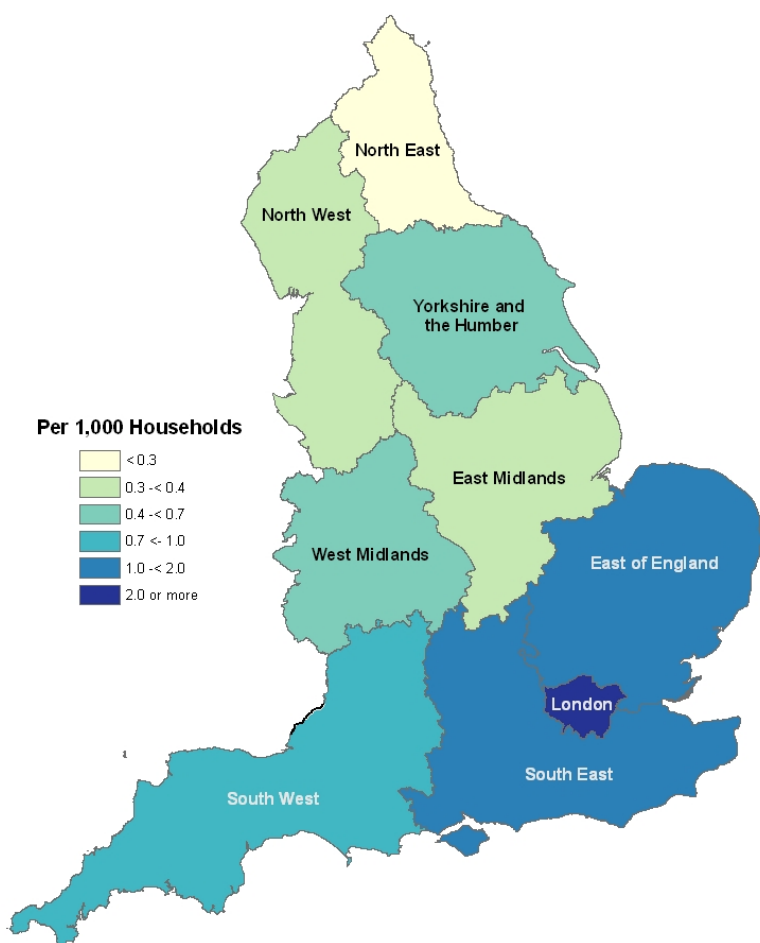 North East
North West
Yorkshire and
the Humber
Per 1,000 Households
< 0.3
0.3 -< 0.4
0.4 -< 0.7
0.7 <- 1.0
1.0 -< 2.0
2.0 or more
East Midlands
West Midlands
East of England
London
South East
South West